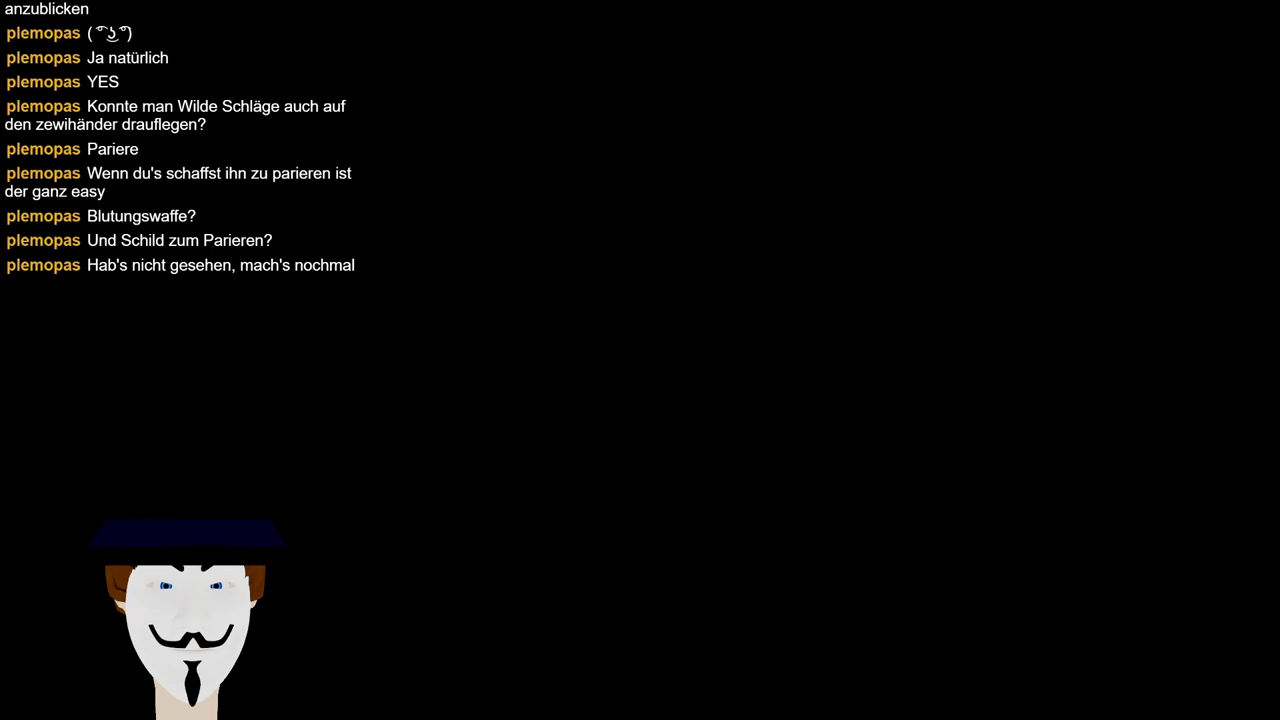 anzublicken
plemopas ( ͡° ͜ʖ ͡°)
plemopas Ja natürlich
plemopas YES
plemopas Konnte man Wilde Schläge auch auf
den zewihänder drauflegen?
plemopas Pariere
plemopas Wenn du's schaffst ihn zu parieren ist
der ganz easy
plemopas Blutungswaffe?
plemopas Und Schild zum Parieren?
plemopas Hab's nicht gesehen, mach's nochmal